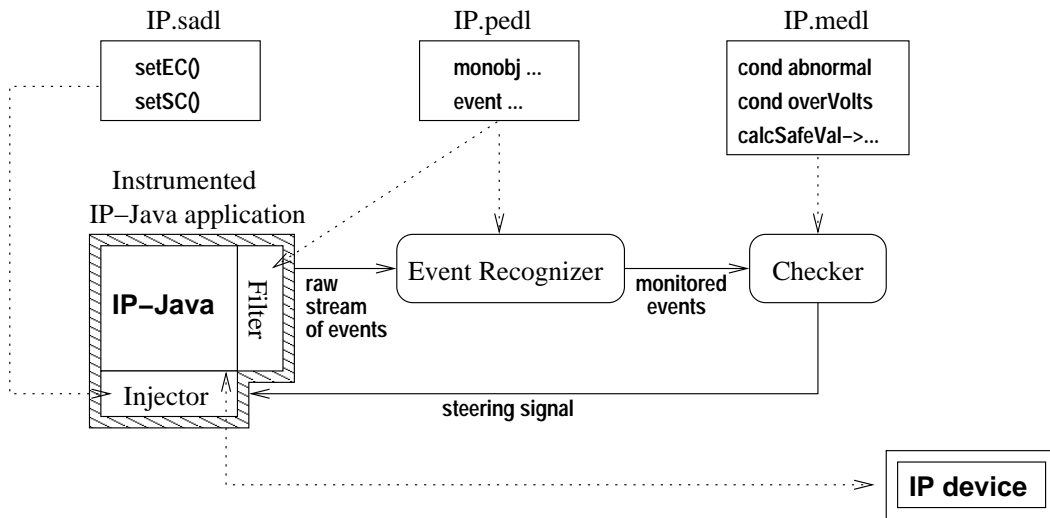 IP.sadl
IP.pedl
IP.medl
setEC()
setSC()
monobj ...
event ...
cond abnormal
cond overVolts
calcSafeVal−>...
Instrumented
IP−Java application
IP−Java
Filter
Injector
raw
stream
of events
Event Recognizer
monitored
events
Checker
steering signal
IP device